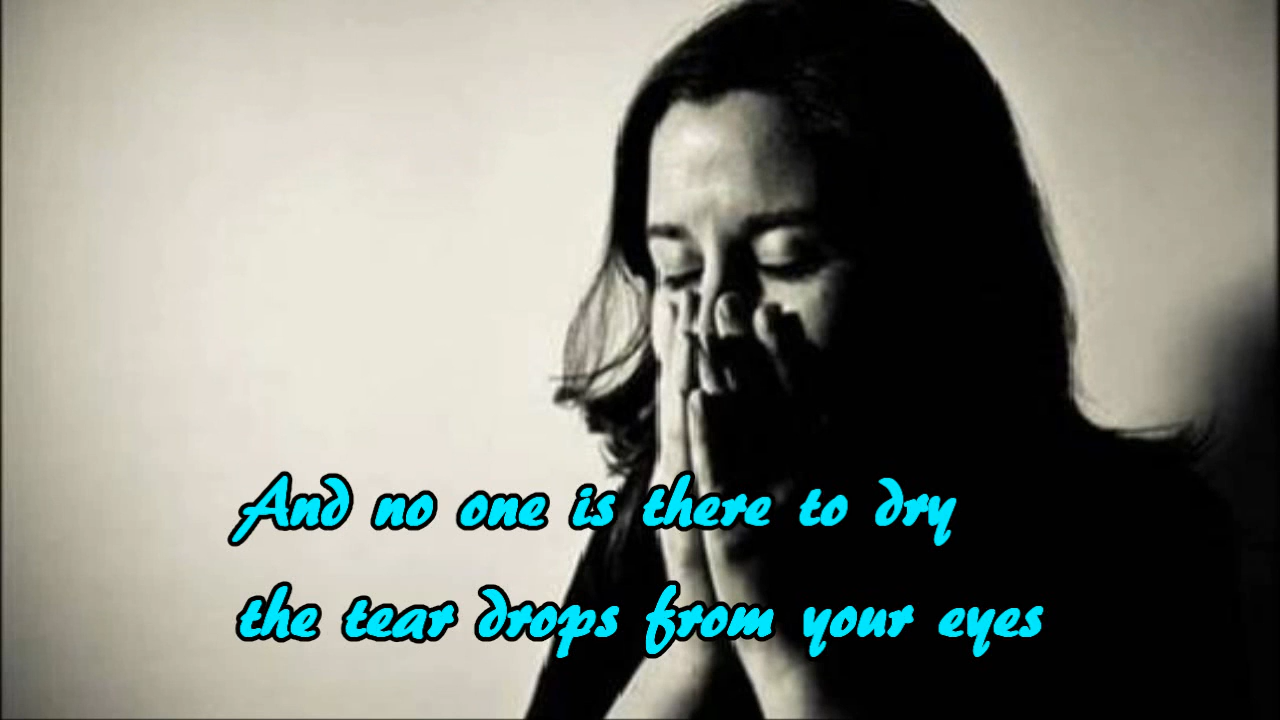 And no one is there to dry
the tear drops from your eyes